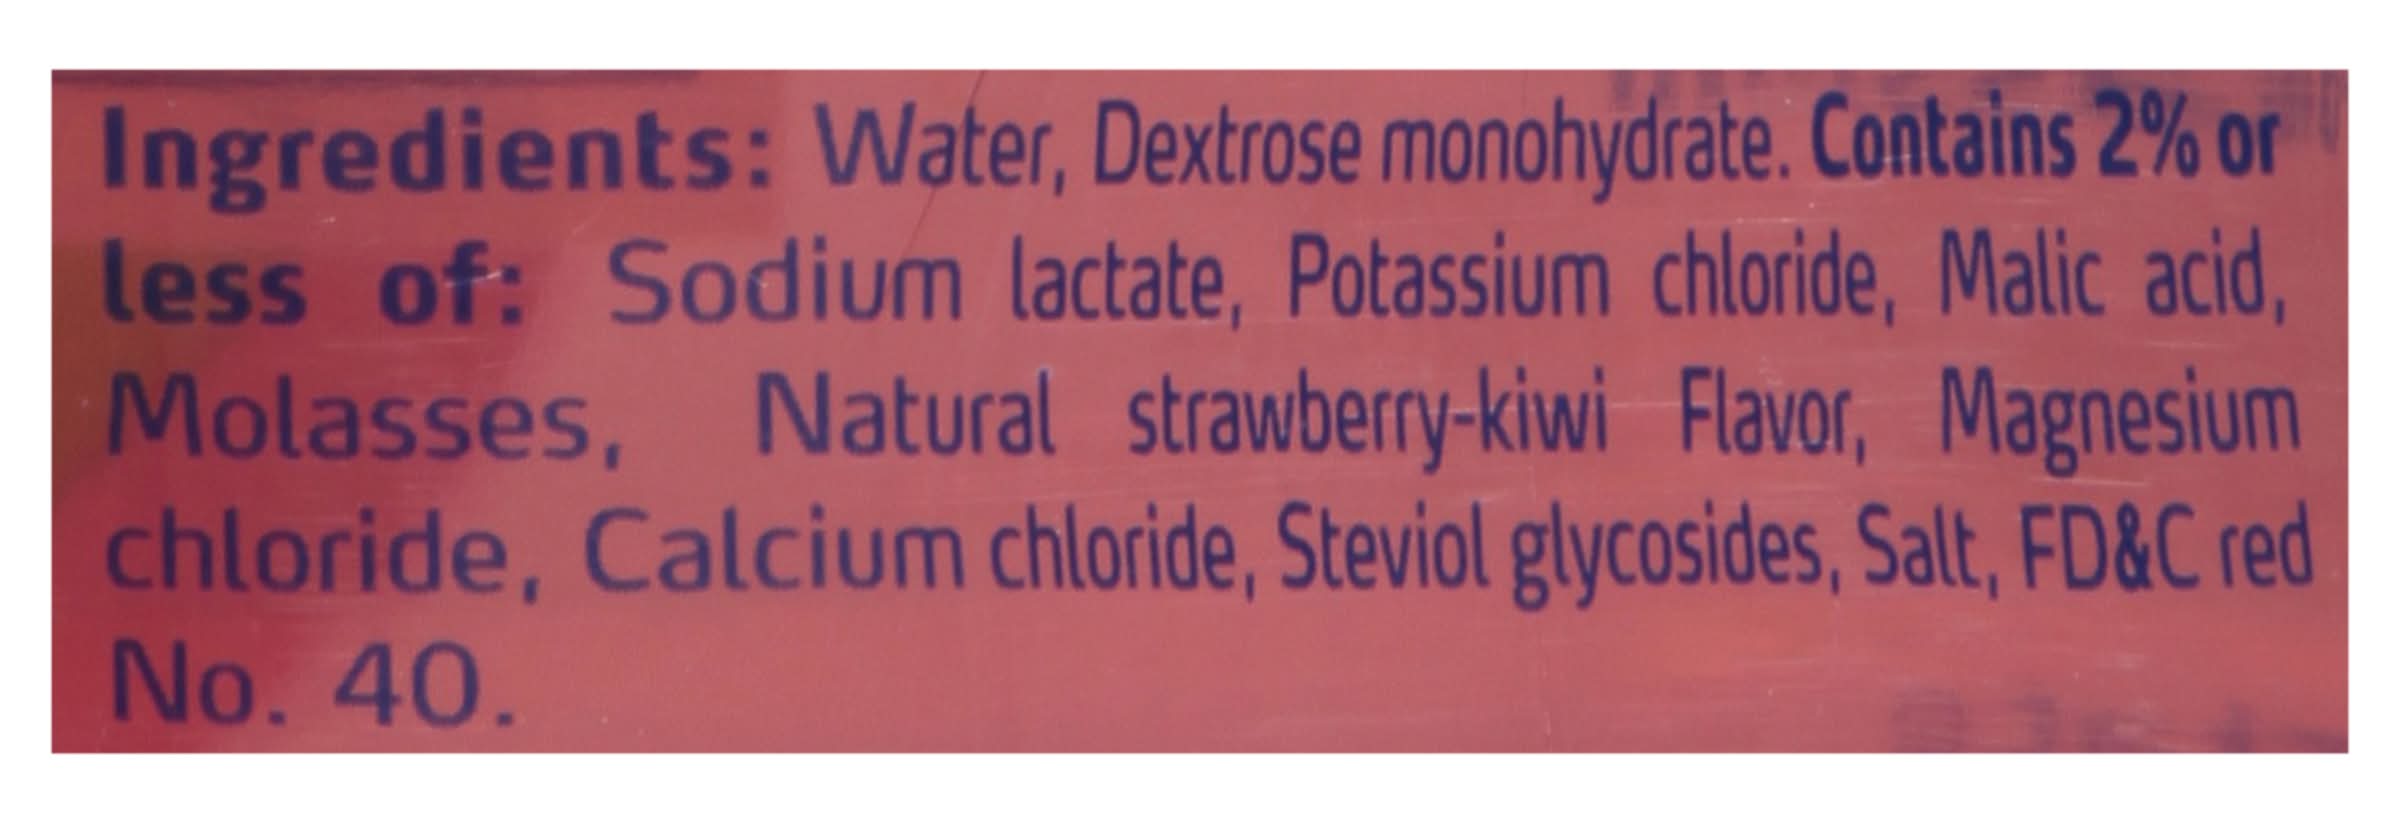 Ingredients: Water, Dextrose monohydrate. Contains 2% or
less of: Sodium lactate, Potassium chloride, Malic acid,
Molasses, Natural strawberry-kiwi Flavor, Magnesium
chloride, Calcium chloride, Steviol glycosides, Salt, FD&C red
No. 40.